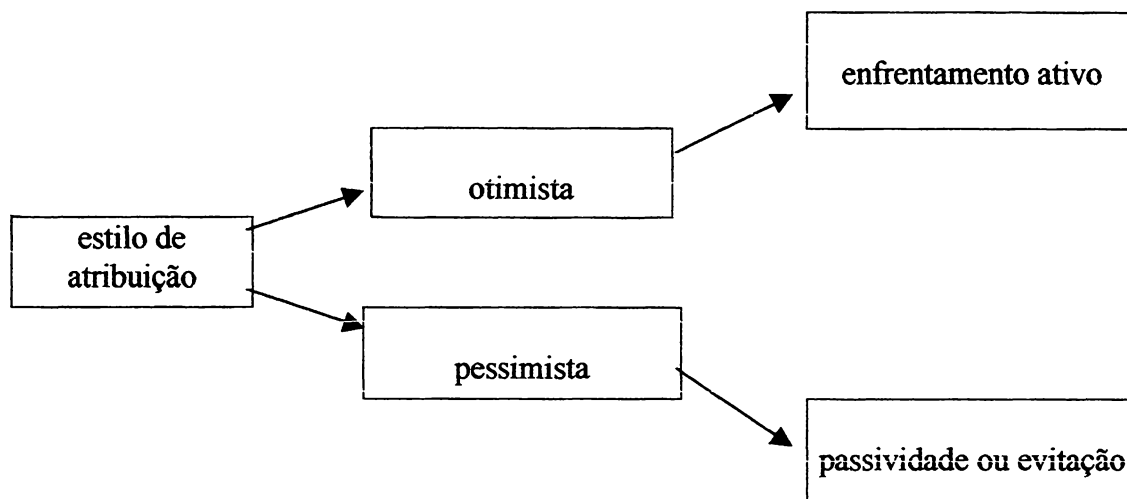 enfrentamento ativo
otimista
estilo de
atribuição
pessimista
passividade ou evitação